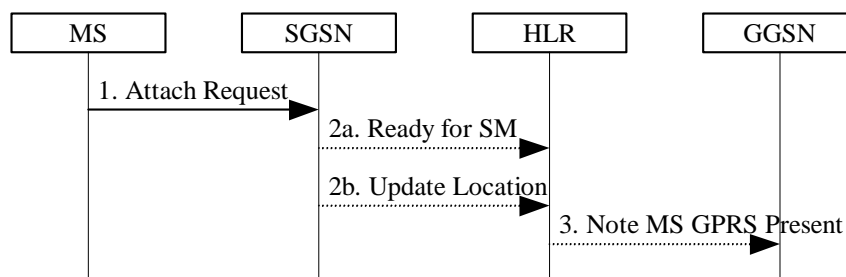 MS
SGSN
HLR
GGSN
1. Attach Request
2a. Ready for SM
2b. Update Location
3. Note MS GPRS Present